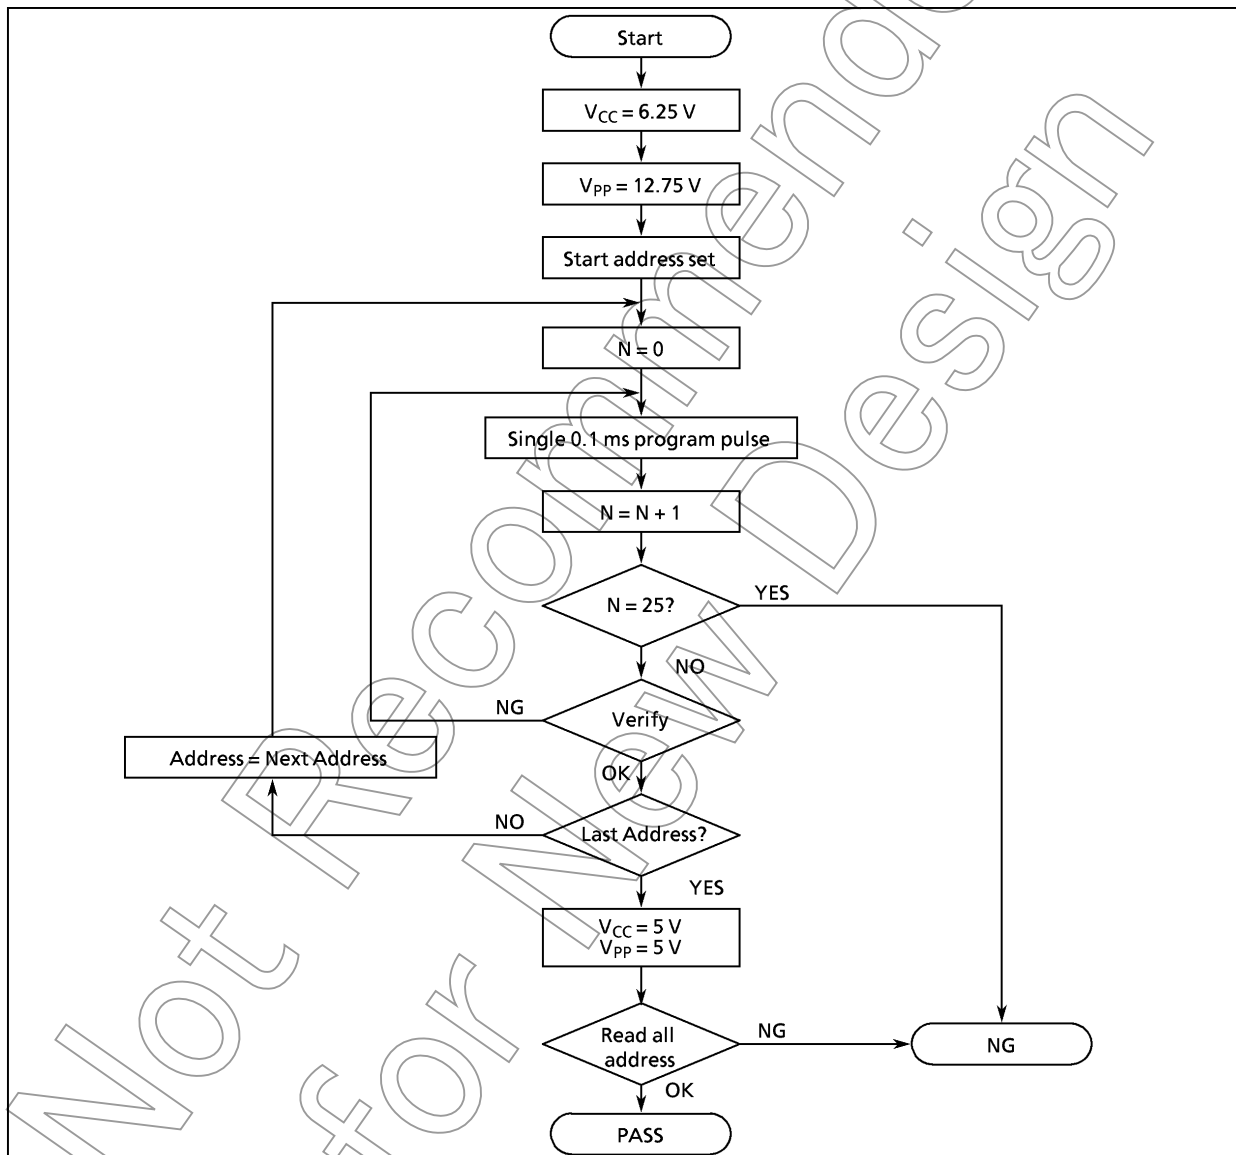 Start
VCC = 6.25 V
VPP = 12.75 V
Start address set
N = 0
Single 0.1 ms program pulse
N = N + 1
N = 25?
YES
NO
NG
Verify
Address = Next Address
OK
NO
Last Address?
YES
VCC = 5 V
VPP = 5 V
Read all
address
NG
NG
OK
PASS
Not Recommende
for New Design